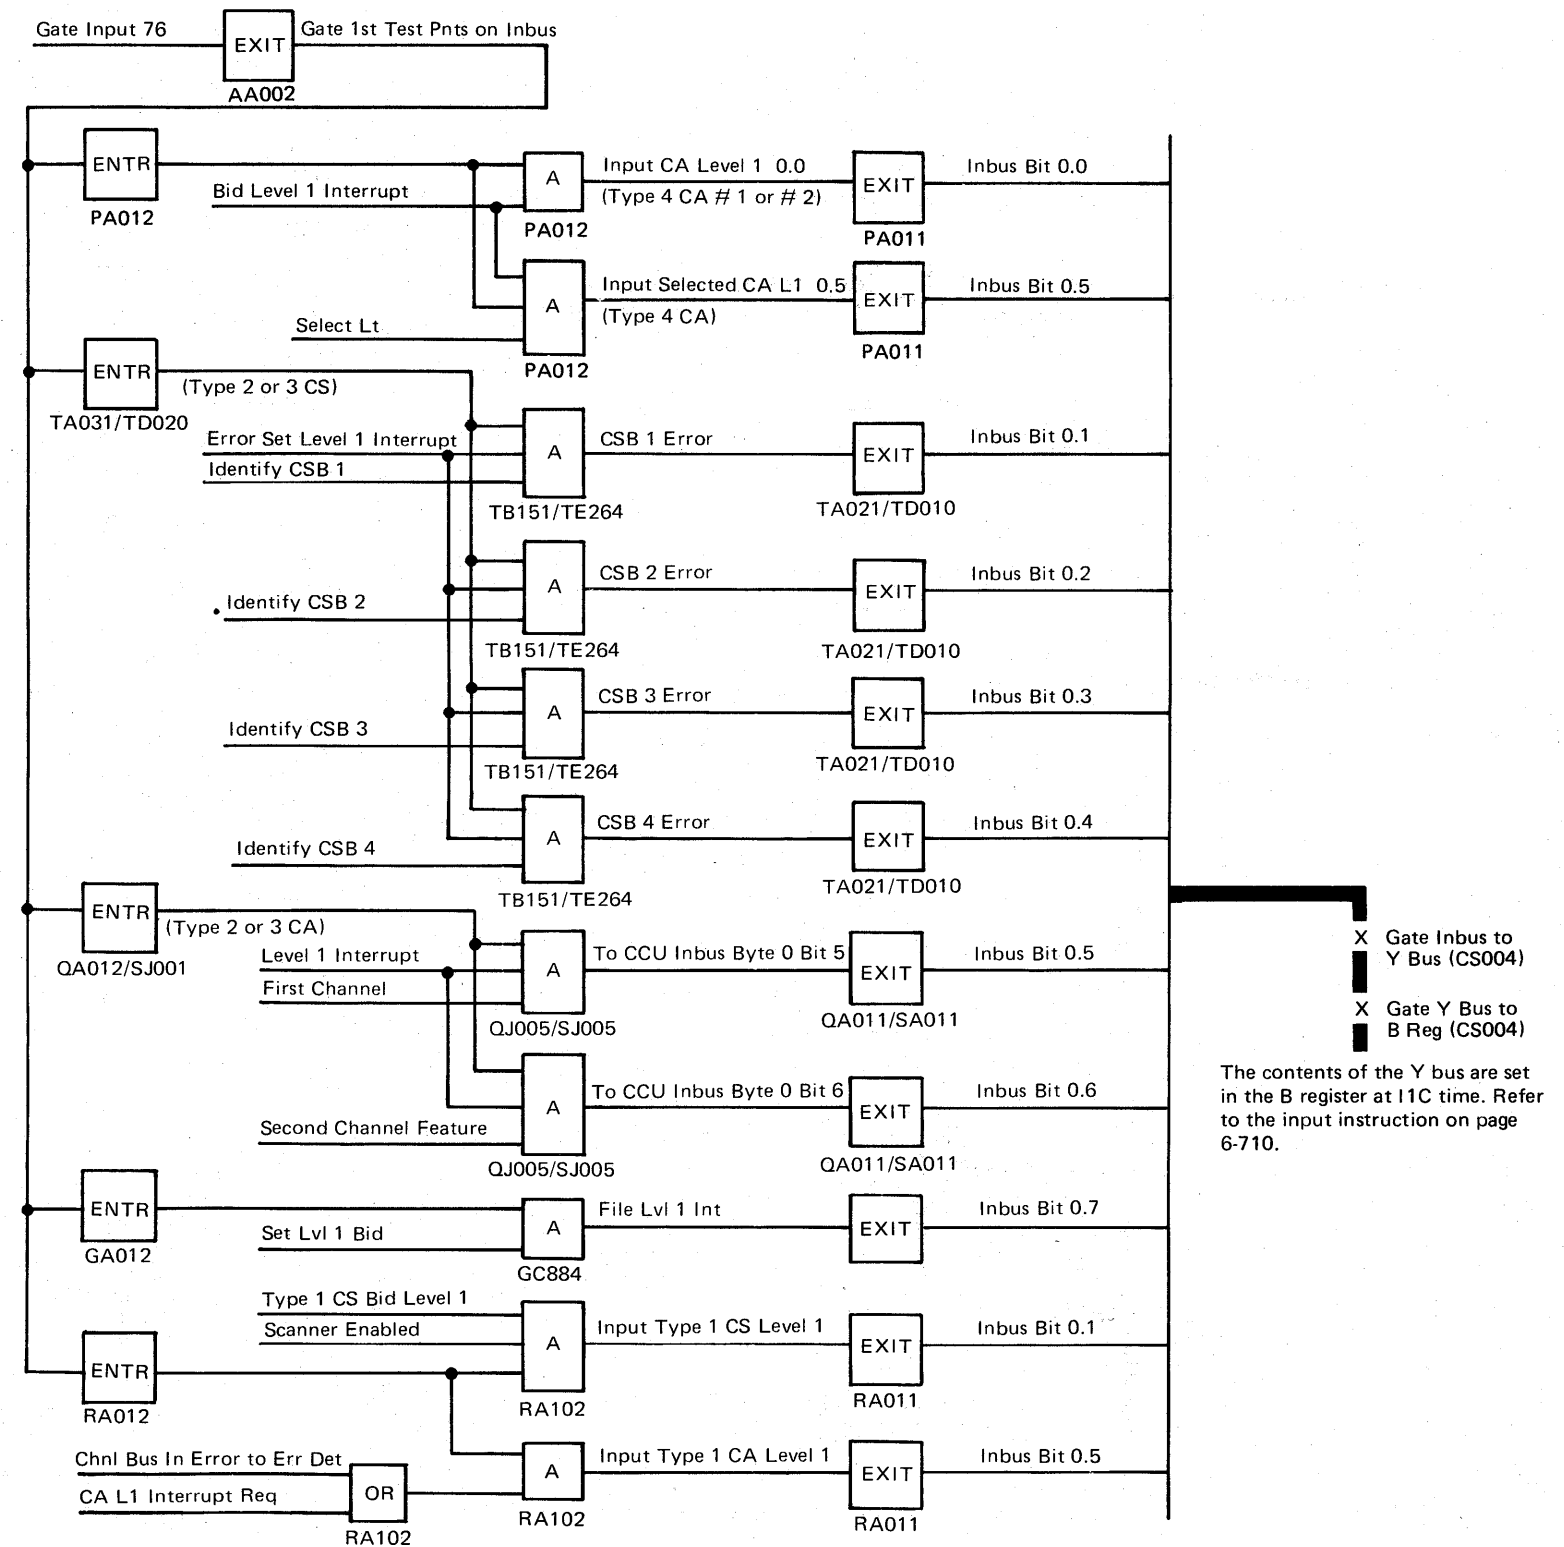 Gate Input 76
EXIT
Gate 1st Test Pnts on Inbus
AA002
ENTR
PA012
Bid Level 1 Interrupt
A
PA012
Input CA Level 1 0.0
(Type 4 CA # 1 or # 2)
EXIT
PA011
Inbus Bit 0.0
Select Lt
A
PA012
Input Selected CA L1 0.5
(Type 4 CA)
EXIT
PA011
Inbus Bit 0.5
ENTR
TA031/TD020
(Type 2 or 3 CS)
Error Set Level 1 Interrupt
Identify CSB 1
A
TB151/TE264
CSB 1 Error
EXIT
TA021/TD010
Inbus Bit 0.1
Identify CSB 2
A
TB151/TE264
CSB 2 Error
EXIT
TA021/TD010
Inbus Bit 0.2
Identify CSB 3
A
TB151/TE264
CSB 3 Error
EXIT
TA021/TD010
Inbus Bit 0.3
Identify CSB 4
A
TB151/TE264
CSB 4 Error
EXIT
TA021/TD010
Inbus Bit 0.4
ENTR
QA012/SJ001
(Type 2 or 3 CA)
Level 1 Interrupt
First Channel
A
QJ005/SJ005
To CCU Inbus Byte 0 Bit 5
EXIT
QA011/SA011
Inbus Bit 0.5
Second Channel Feature
A
QJ005/SJ005
To CCU Inbus Byte 0 Bit 6
EXIT
QA011/SA011
Inbus Bit 0.6
X Gate Inbus to
Y Bus (CS004)
X Gate Y Bus to
B Reg (CS004)
The contents of the Y bus are set
in the B register at I1C time. Refer
to the input instruction on page
6-710.
ENTR
GA012
Set Lvl 1 Bid
A
GC884
File Lvl 1 Int
EXIT
Inbus Bit 0.7
Type 1 CS Bid Level 1
Scanner Enabled
ENTR
RA012
A
RA102
Input Type 1 CS Level 1
EXIT
RA011
Inbus Bit 0.1
Chnl Bus In Error to Err Det
CA L1 Interrupt Req
OR
RA102
A
RA102
Input Type 1 CA Level 1
EXIT
RA011
Inbus Bit 0.5